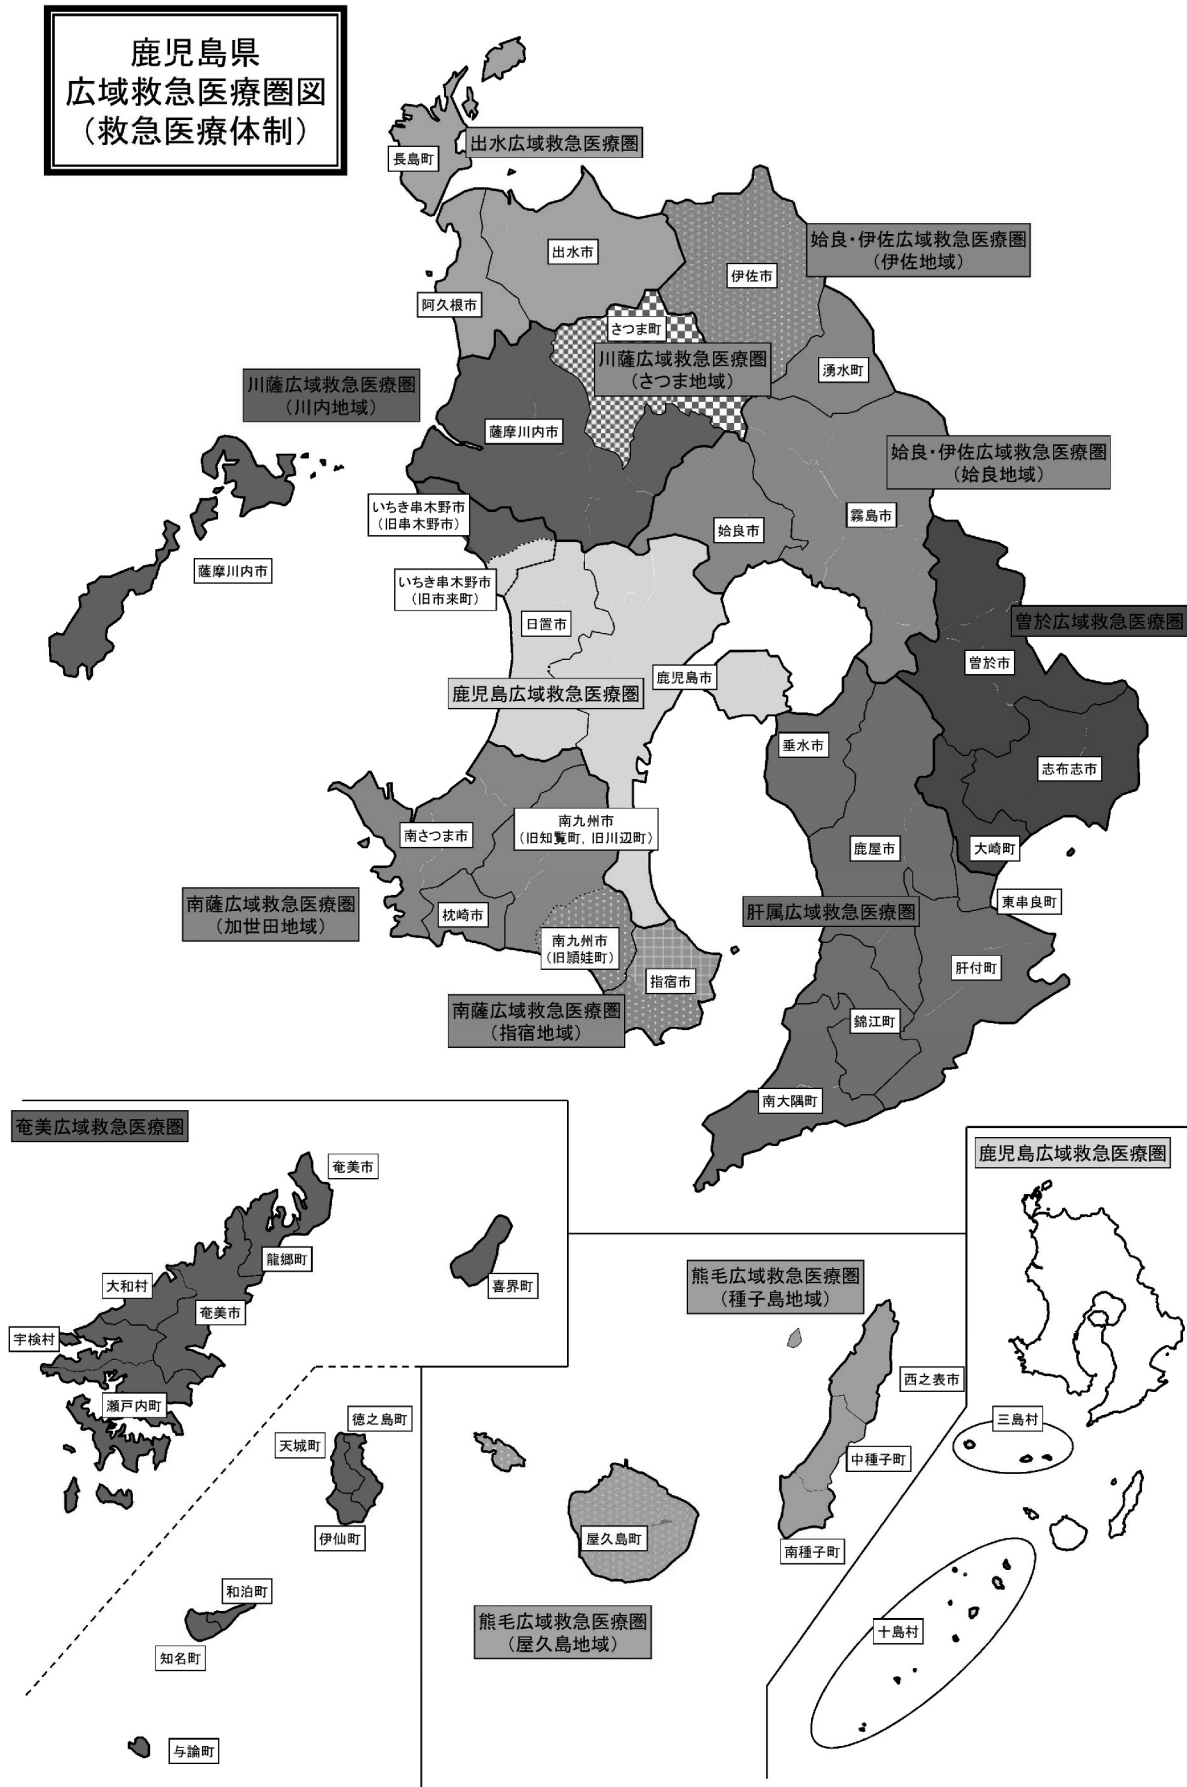 鹿児島県
広域救急医療圏図
（救急医療体制）
出水広域救急医療圏
長島町
出水市
阿久根市
姶良・伊佐広域救急医療圏
（伊佐地域）
伊佐市
さつま町
川薩広域救急医療圏
（さつま地域）
湧水町
川薩広域救急医療圏
（川内地域）
薩摩川内市
姶良・伊佐広域救急医療圏
（姶良地域）
いちき串木野市
（旧串木野市）
姶良市
霧島市
薩摩川内市
いちき串木野市
（旧市来町）
日置市
曽於広域救急医療圏
曽於市
鹿児島市
鹿児島広域救急医療圏
垂水市
志布志市
南さつま市
南九州市
（旧知覧町，旧川辺町）
鹿屋市
大崎町
東串良町
南薩広域救急医療圏
（加世田地域）
枕崎市
肝属広域救急医療圏
南九州市
（旧頴娃町）
指宿市
肝付町
南薩広域救急医療圏
（指宿地域）
錦江町
南大隅町
奄美広域救急医療圏
奄美市
龍郷町
大和村
奄美市
喜界町
宇検村
瀬戸内町
徳之島町
天城町
伊仙町
和泊町
知名町
与論町
熊毛広域救急医療圏
（種子島地域）
西之表市
中種子町
南種子町
屋久島町
熊毛広域救急医療圏
（屋久島地域）
鹿児島広域救急医療圏
三島村
十島村